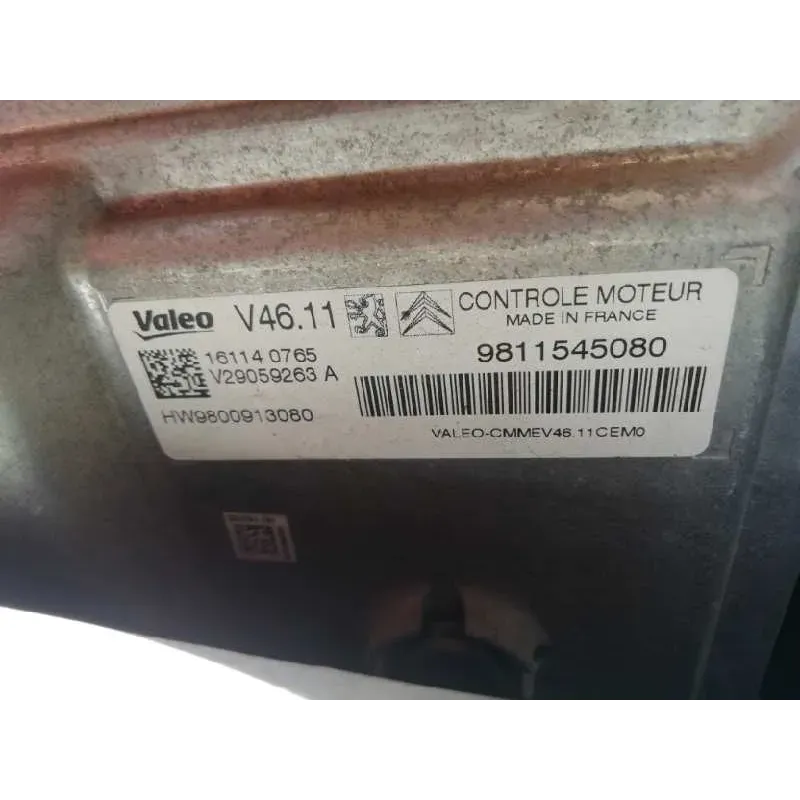 Valeo V46.11 CONTROLE MOTEUR
MADE IN FRANCE
16114 0765
V29059263 A
9811545080
HW9800913080
VALEO-CMMEV46.11CEM0